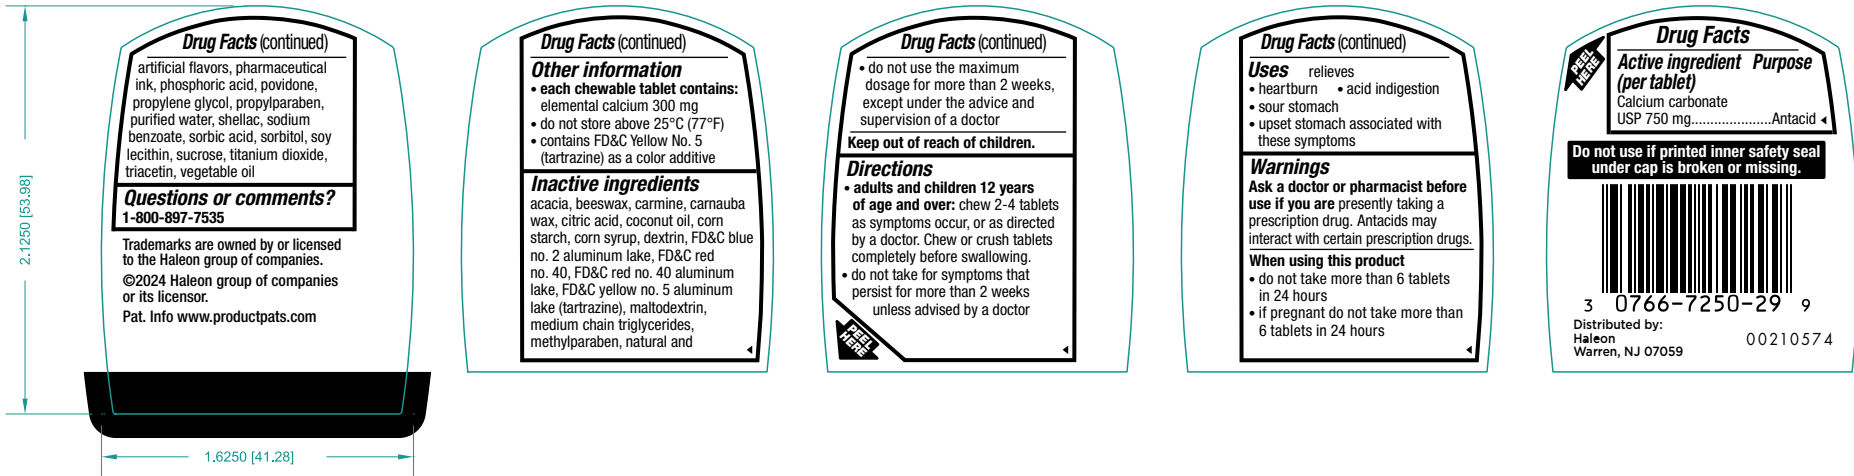 2.1250 [53.98]
Drug Facts (continued)
artificial flavors, pharmaceutical
ink, phosphoric acid, povidone,
propylene glycol, propylparaben,
purified water, shellac, sodium
benzoate, sorbic acid, sorbitol, soy
lecithin, sucrose, titanium dioxide,
triacetin, vegetable oil
Questions or comments?
1-800-897-7535
Trademarks are owned by or licensed
to the Haleon group of companies.
©2024 Haleon group of companies
or its licensor.
Pat. Info www.productpats.com
1.6250 [41.28]
Drug Facts (continued)
Other information
• each chewable tablet contains:
elemental calcium 300 mg
• do not store above 25°C (77°F)
• contains FD&C Yellow No. 5
(tartrazine) as a color additive
Inactive ingredients
acacia, beeswax, carmine, carnauba
wax, citric acid, coconut oil, corn
starch, corn syrup, dextrin, FD&C blue
no. 2 aluminum lake, FD&C red
no. 40, FD&C red no. 40 aluminum
lake, FD&C yellow no. 5 aluminum
lake (tartrazine), maltodextrin,
medium chain triglycerides,
methylparaben, natural and
Drug Facts (continued)
• do not use the maximum
dosage for more than 2 weeks,
except under the advice and
supervision of a doctor
Keep out of reach of children.
Directions
• adults and children 12 years
of age and over: chew 2-4 tablets
as symptoms occur, or as directed
by a doctor. Chew or crush tablets
completely before swallowing.
• do not take for symptoms that
persist for more than 2 weeks
unless advised by a doctor
PEEL
HERE
Drug Facts (continued)
Uses relieves
• heartburn • acid indigestion
• sour stomach
• upset stomach associated with
these symptoms
Warnings
Ask a doctor or pharmacist before
use if you are presently taking a
prescription drug. Antacids may
interact with certain prescription drugs.
When using this product
• do not take more than 6 tablets
in 24 hours
• if pregnant do not take more than
6 tablets in 24 hours
PEEL
HERE
Drug Facts
Active ingredient Purpose
(per tablet)
Calcium carbonate
USP 750 mg.....................Antacid
Do not use if printed inner safety seal
under cap is broken or missing.
3 0766-7250-29 9
Distributed by:
Haleon
Warren, NJ 07059
00210574